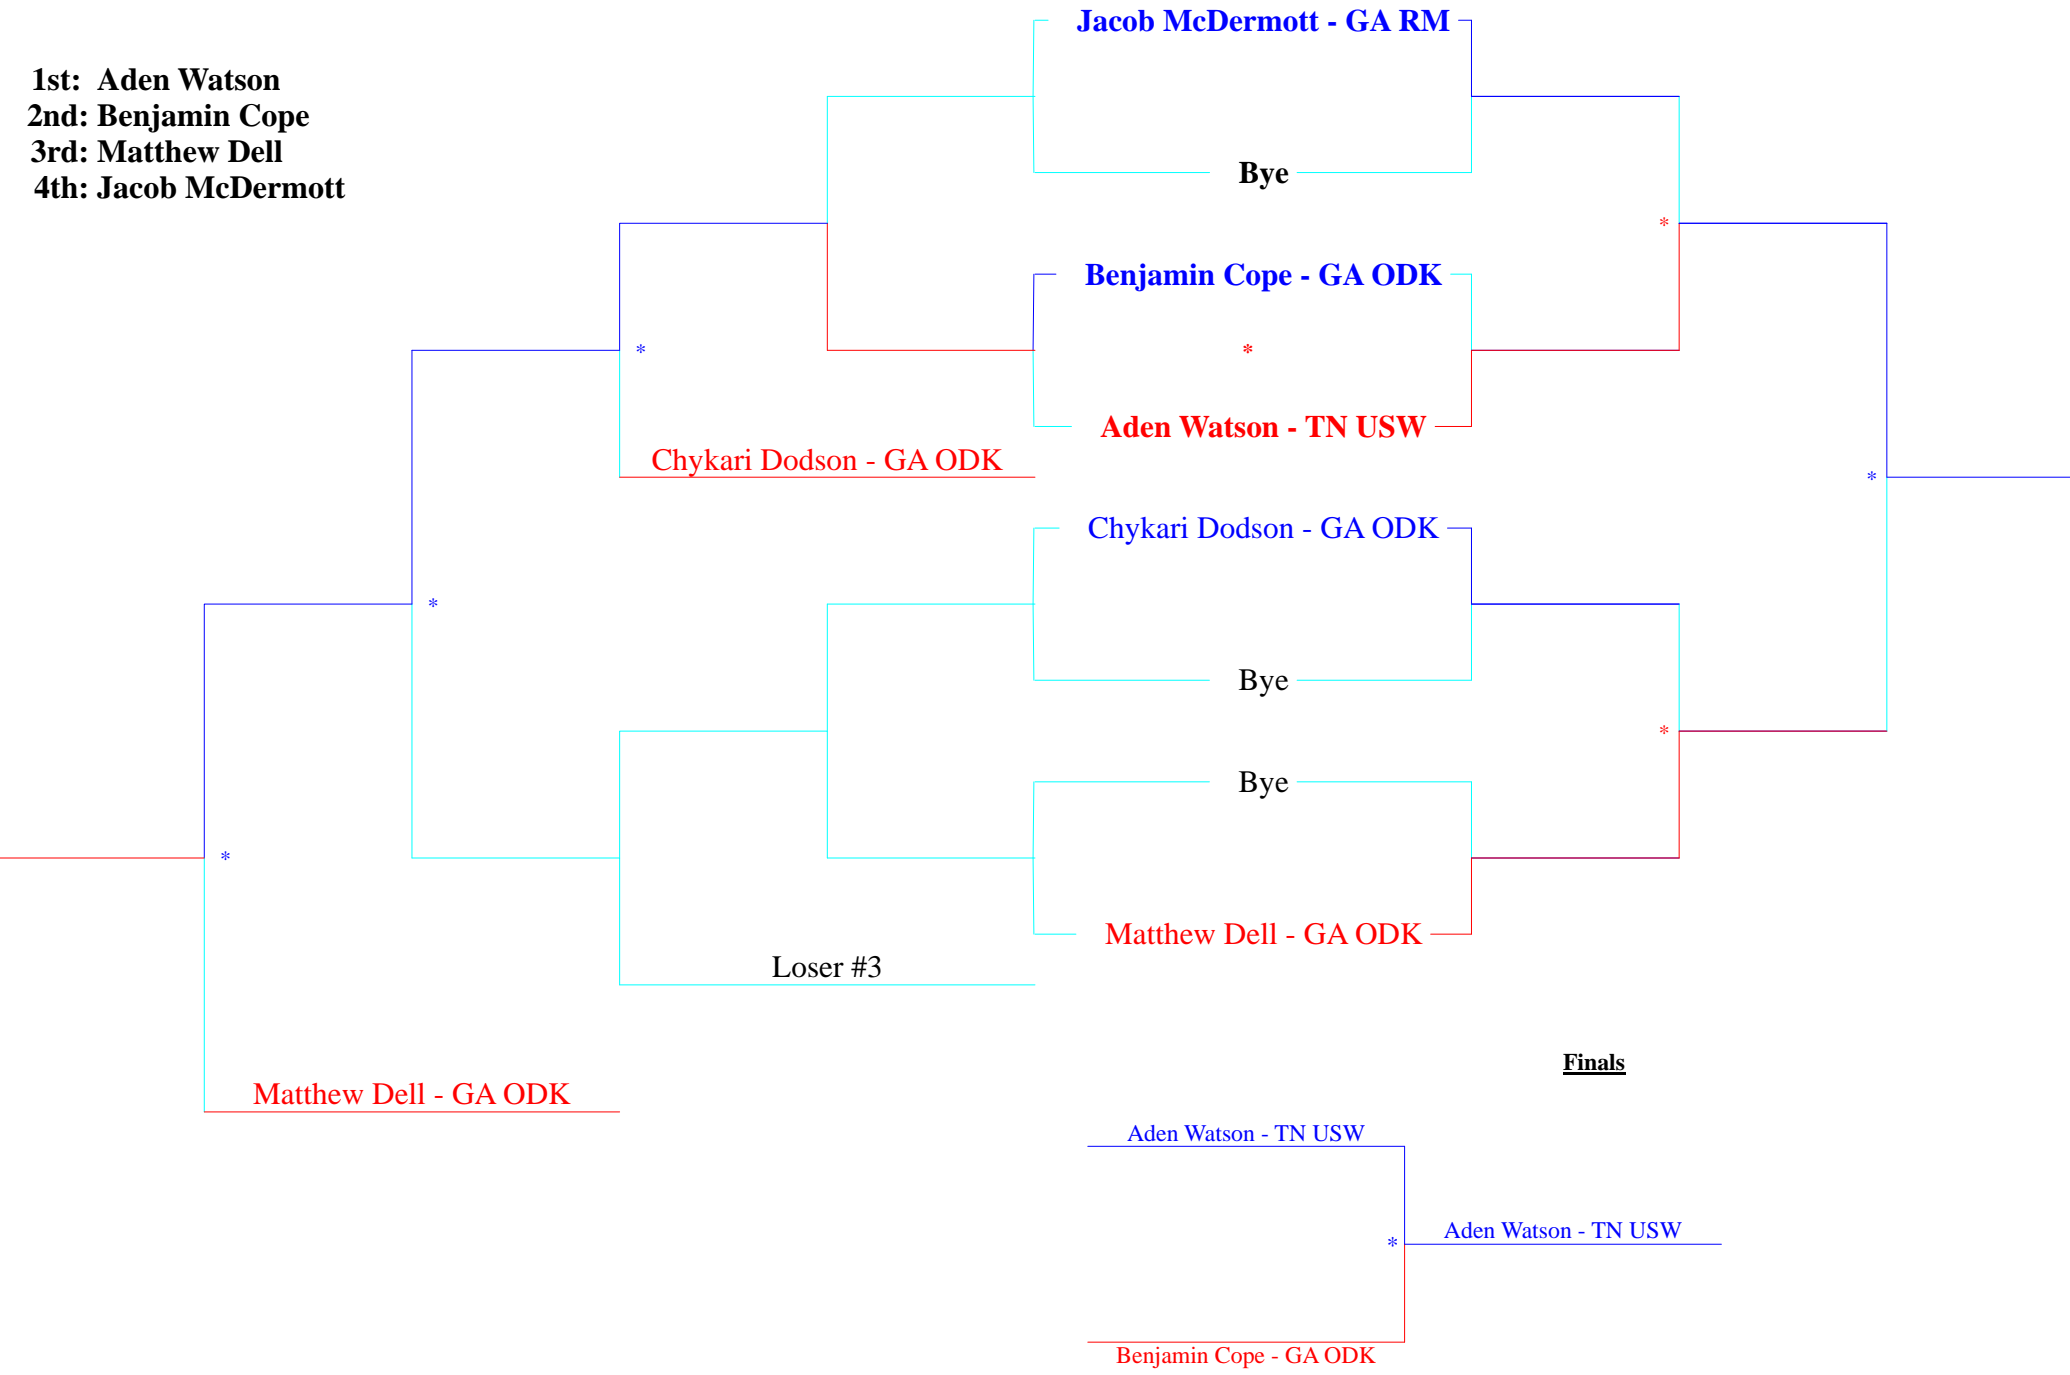 Jacob McDermott - GA RM
1st: Aden Watson
2nd: Benjamin Cope
3rd: Matthew Dell
4th: Jacob McDermott
Bye
*
Benjamin Cope - GA ODK
* *
Aden Watson - TN USW
Chykari Dodson - GA ODK
*
Chykari Dodson - GA ODK
*
Bye
*
Bye
*
Matthew Dell - GA ODK
Loser #3
Finals
Matthew Dell - GA ODK
Aden Watson - TN USW
Aden Watson - TN USW
*
Benjamin Cope - GA ODK